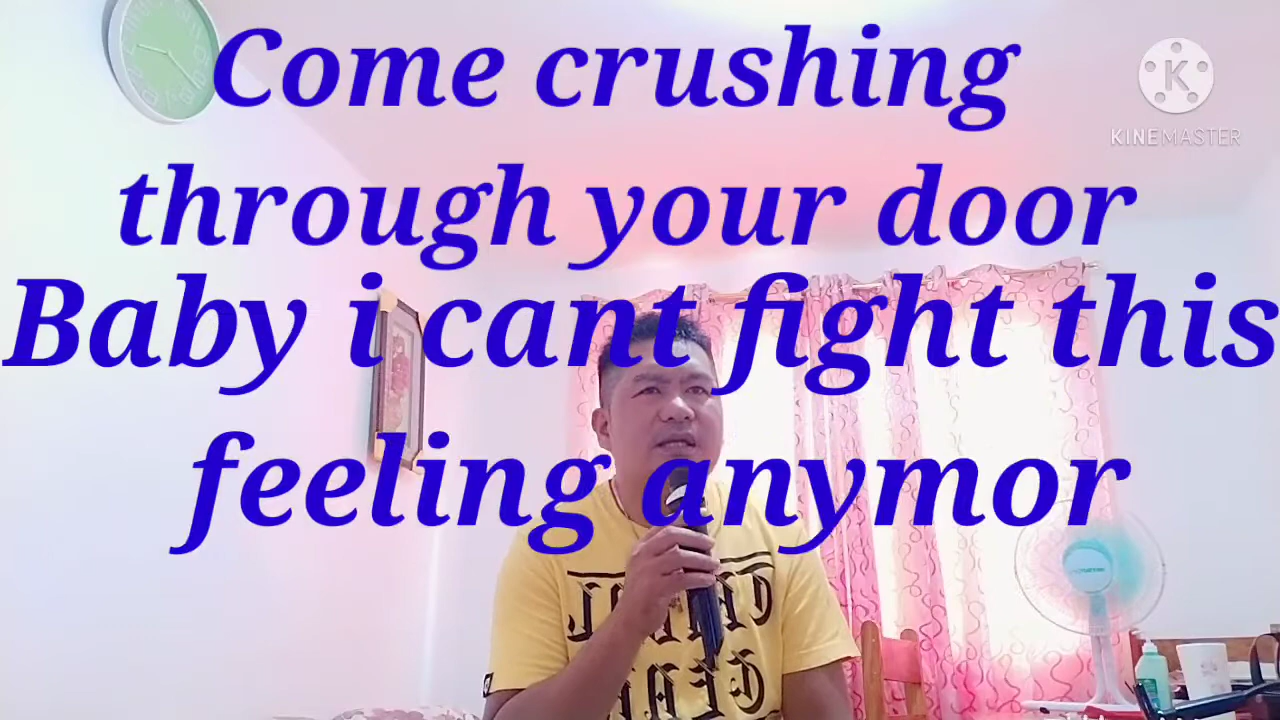 Come crushing
through your door
Baby i cant fight this
feeling anymor
KINEMASTER